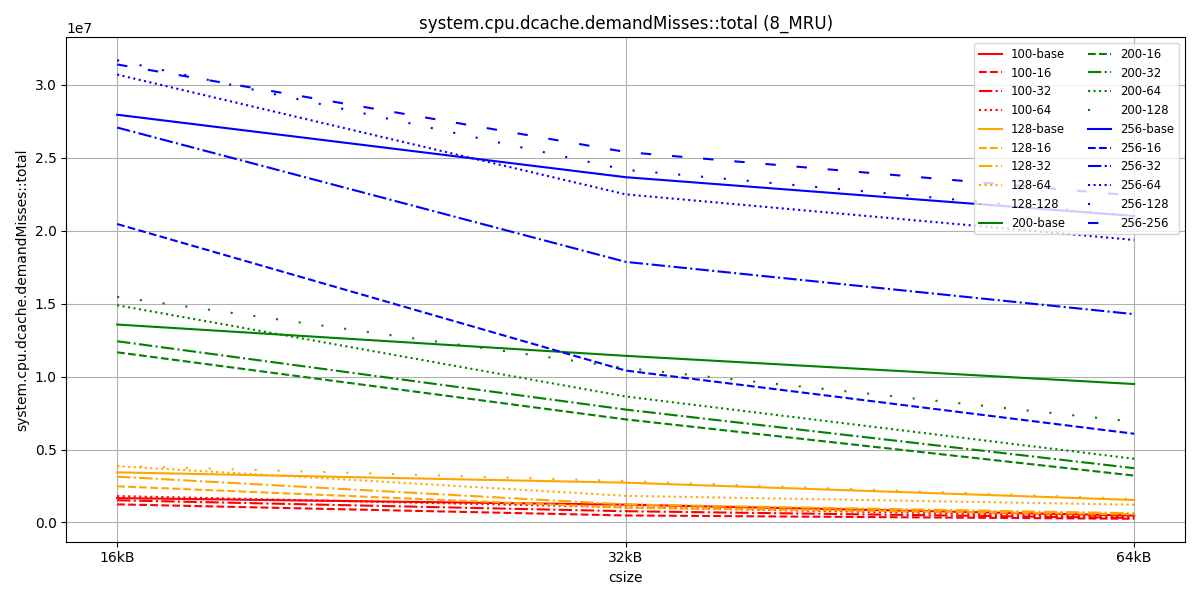 system.cpu.dcache.demandMisses::total (8_MRU)
1e7
3.0
2.5
2.0
1.5
1.0
0.5
0.0
system.cpu.dcache.demandMisses::total
16kB
32kB
64kB
csize
100-base
100-16
100-32
100-64
128-base
128-16
128-32
128-64
128-128
200-base
200-16
200-32
200-64
200-128
256-base
256-16
256-32
256-64
256-128
256-256